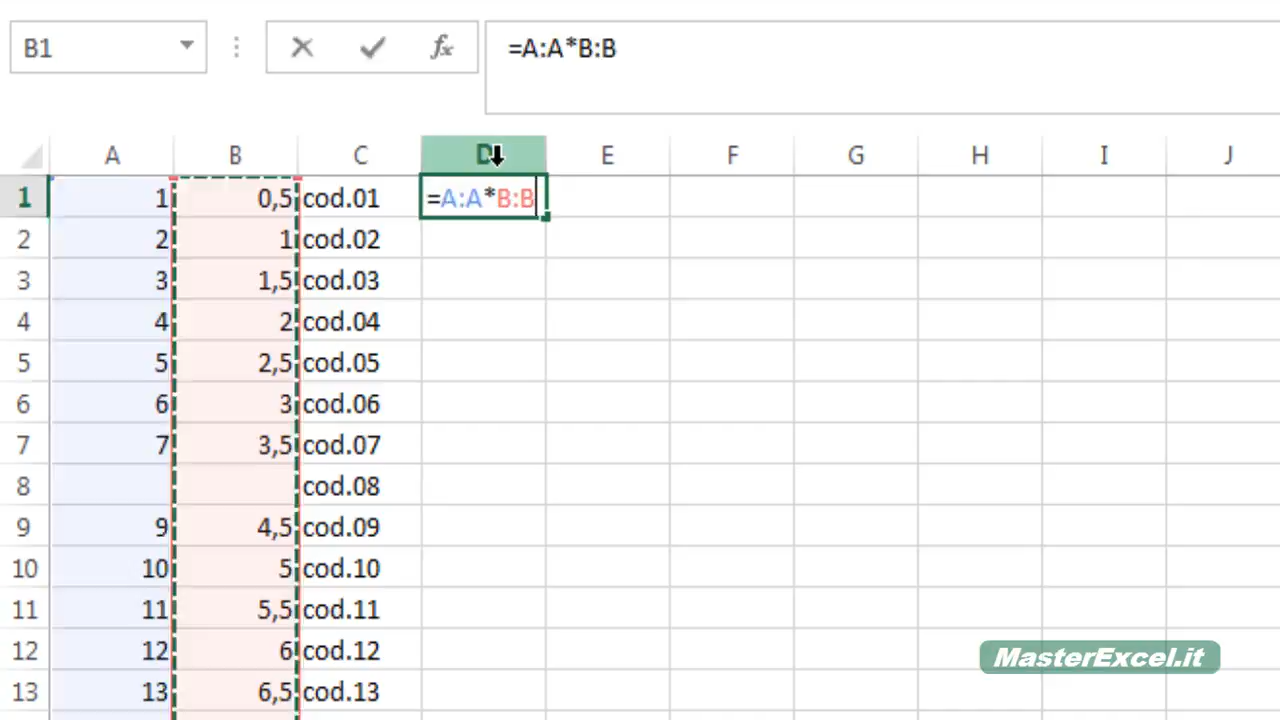 B1 fx =A:A*B:B
A B C D E F G H I J
1 1 0,5 cod.01 =A:A*B:B
2 2 1 cod.02
3 3 1,5 cod.03
4 4 2 cod.04
5 5 2,5 cod.05
6 6 3 cod.06
7 7 3,5 cod.07
8 cod.08
9 9 4,5 cod.09
10 10 5 cod.10
11 11 5,5 cod.11
12 12 6 cod.12
13 13 6,5 cod.13
MasterExcel.it